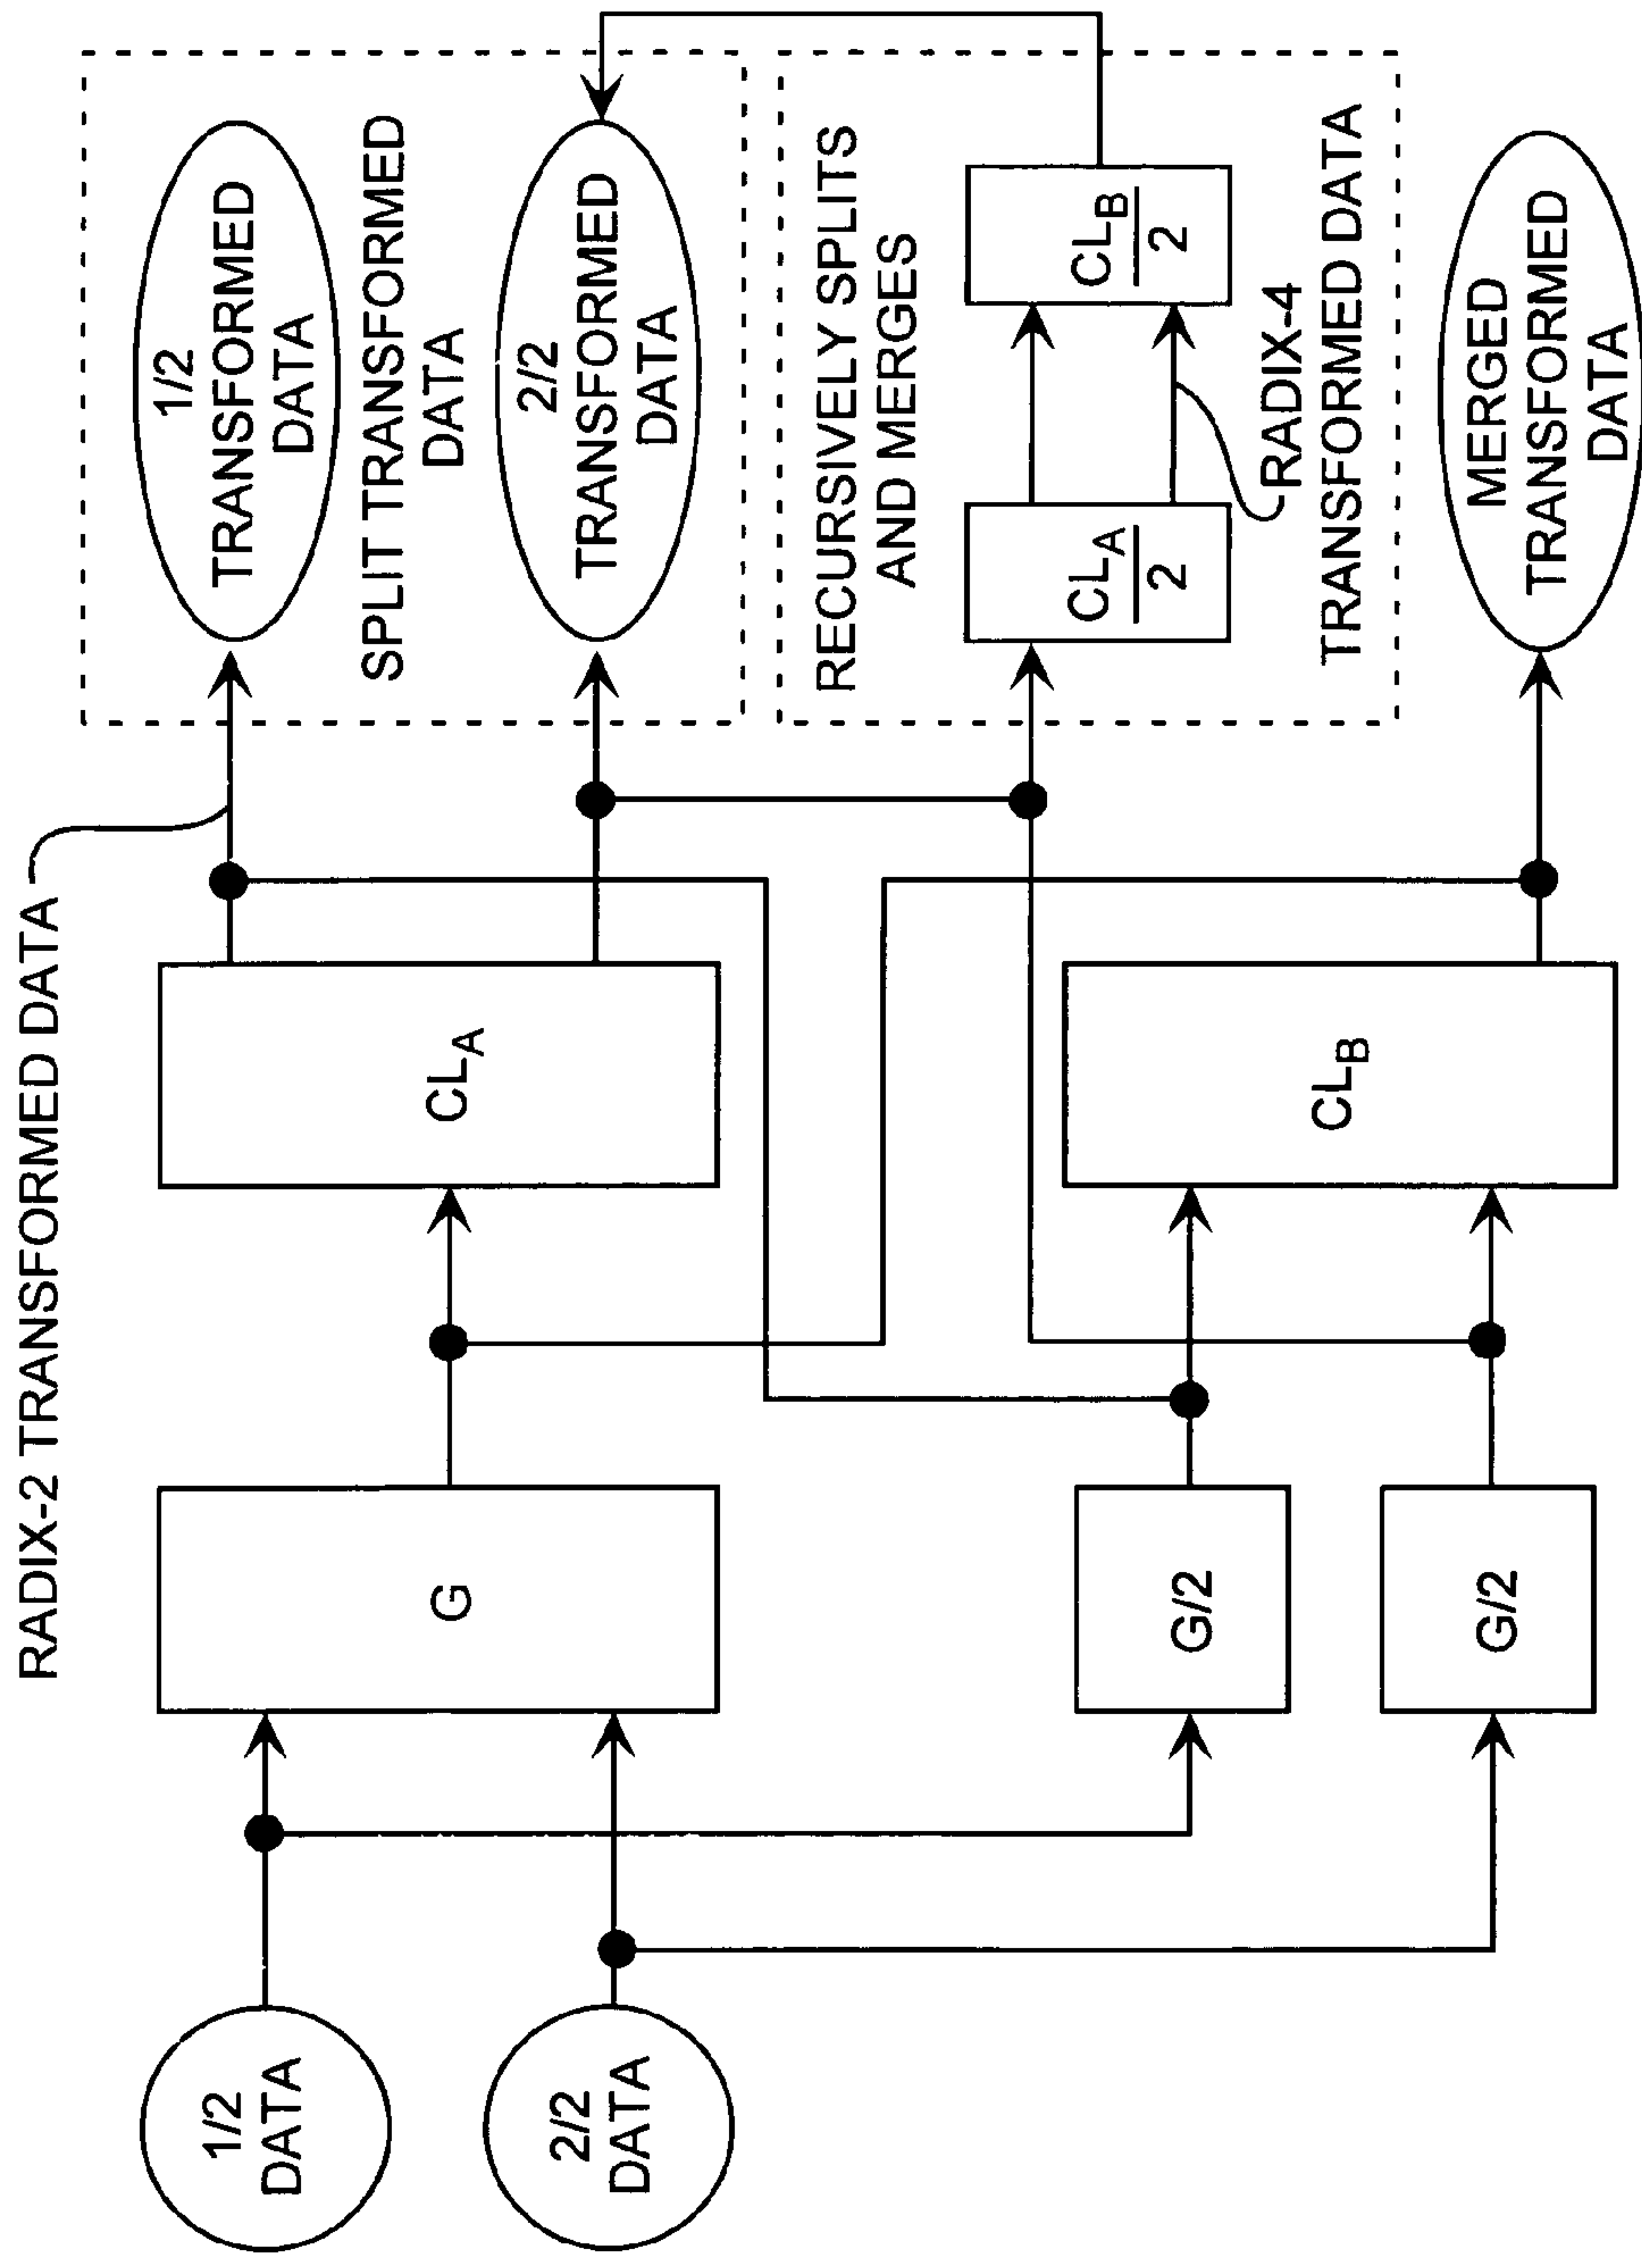 RADIX-2 TRANSFORMED DATA
1/2
DATA
2/2
DATA
G
G/2
G/2
CLA
CLB
1/2
TRANSFORMED
DATA
SPLIT TRANSFORMED
DATA
2/2
TRANSFORMED
DATA
RECURSIVELY SPLITS
AND MERGES
CLA
2
CLB
2
RADIX-4
TRANSFORMED DATA
MERGED
TRANSFORMED
DATA